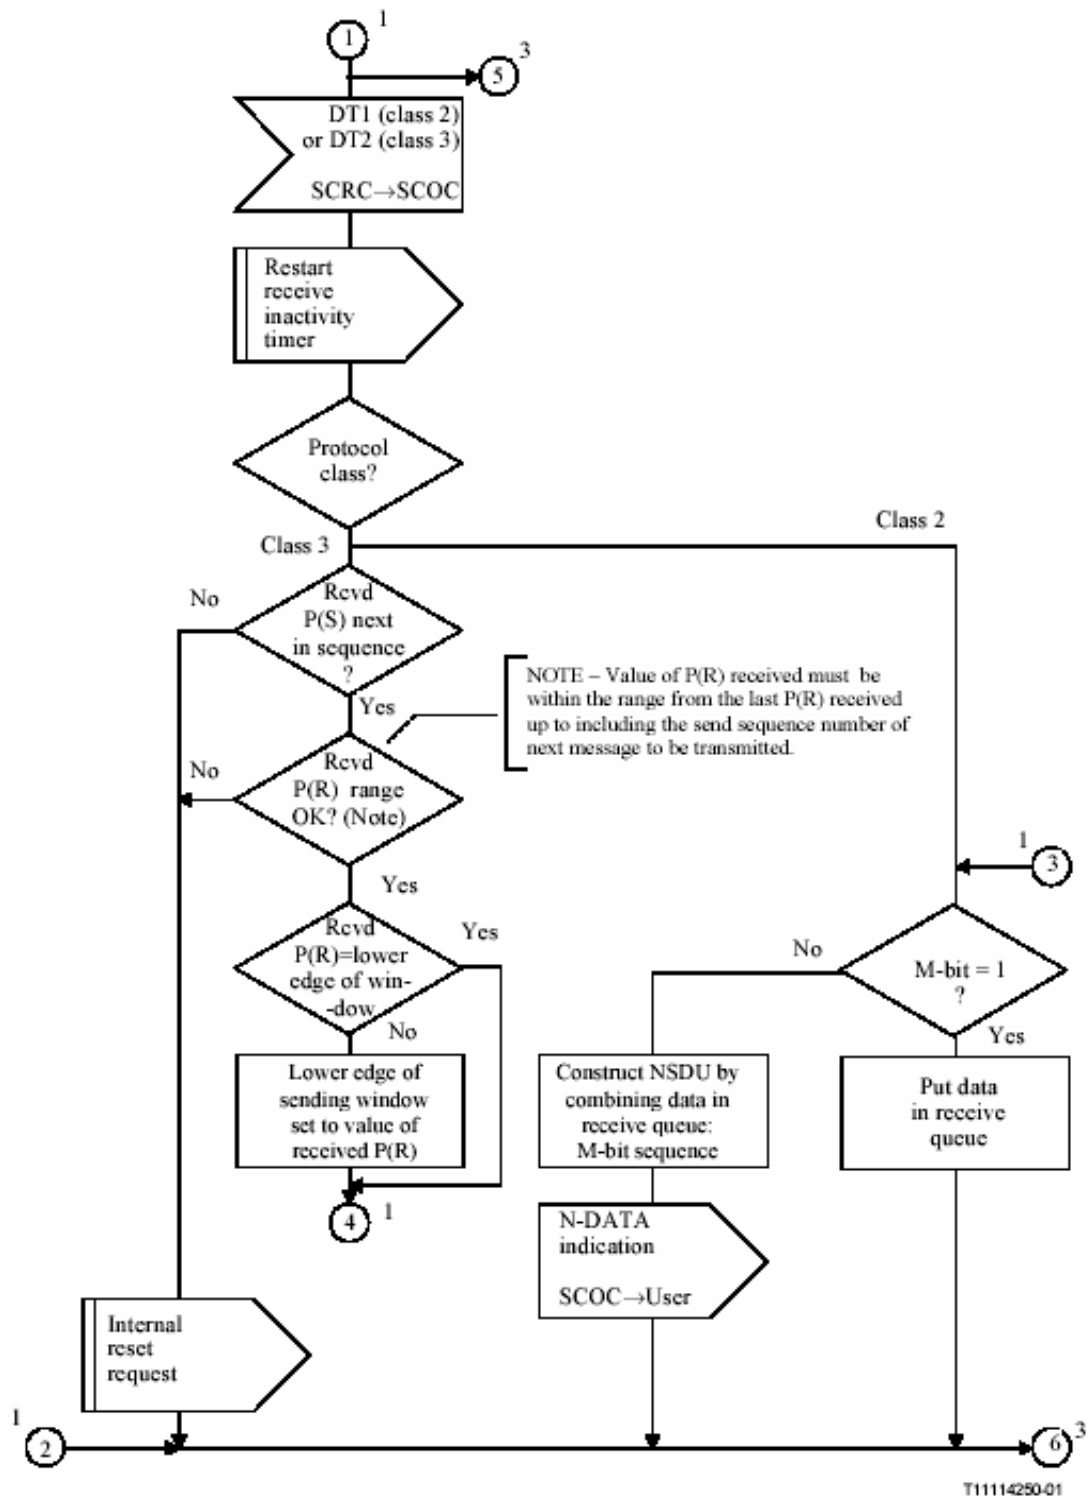 1
1
3
5
DT1 (class 2)
or DT2 (class 3)
SCRC→SCOC
Restart
receive
inactivity
timer
Protocol
class?
Class 2
Class 3
No
Rcvd
P(S) next
in sequence
?
Yes
NOTE – Value of P(R) received must be
within the range from the last P(R) received
up to including the send sequence number of
next message to be transmitted.
No
Rcvd
P(R) range
OK? (Note)
Yes
1
3
Rcvd
P(R)=lower
edge of win-
-dow
Yes
No
No
M-bit = 1
?
Yes
Lower edge of
sending window
set to value of
received P(R)
Construct NSDU by
combining data in
receive queue:
M-bit sequence
Put data
in receive
queue
4
1
N-DATA
indication
SCOC→User
Internal
reset
request
1
2
6
3
T11114250-01